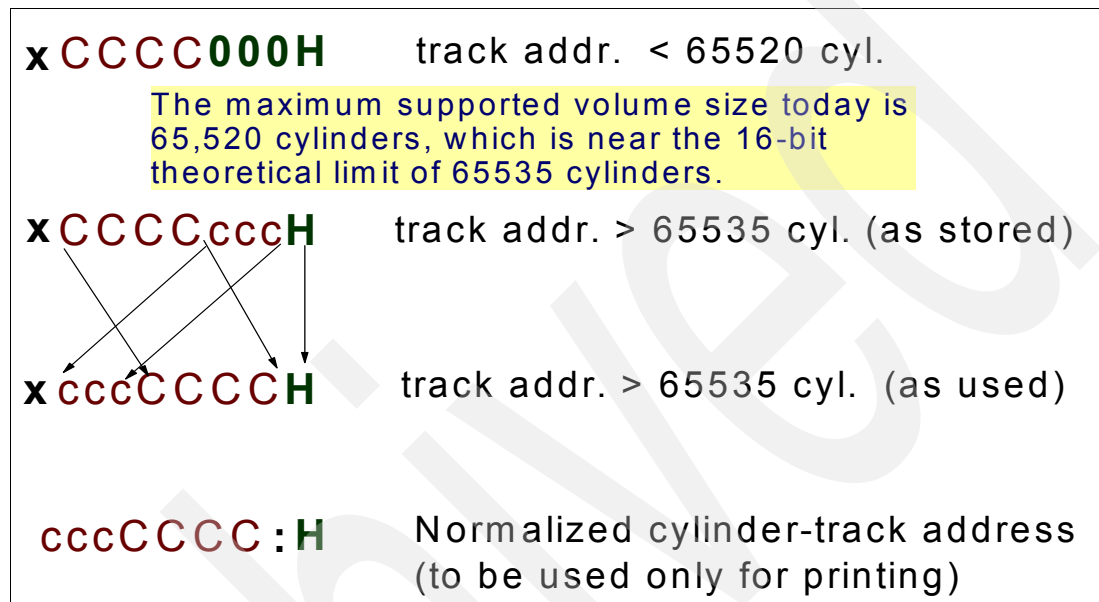 x CCCC000H track addr. < 65520 cyl.
The maximum supported volume size today is
65,520 cylinders, which is near the 16-bit
theoretical limit of 65535 cylinders.
x CCCCcccH track addr. > 65535 cyl. (as stored)
x cccCCCCH track addr. > 65535 cyl. (as used)
cccCCCC:H Normalized cylinder-track address
(to be used only for printing)